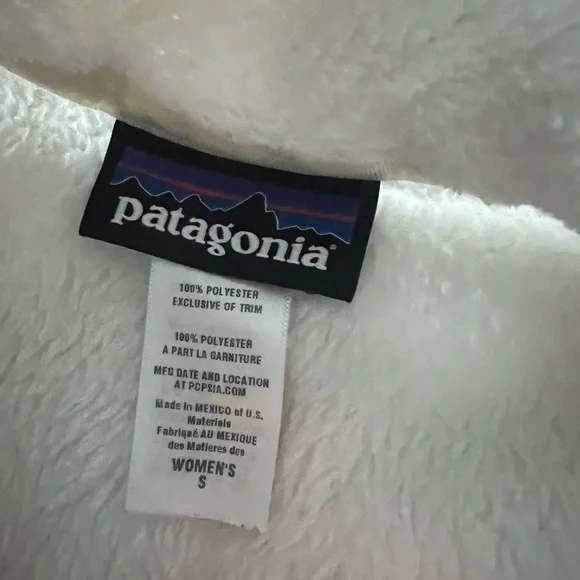 patagonia®
100% POLYESTER
EXCLUSIVE OF TRIM
100% POLYESTER
A PART LA GARNITURE
MFG DATE AND LOCATION
AT PCPSIA.COM
Made in MEXICO of U.S.
Materials
Fabriqué AU MEXIQUE
des Matieres des
WOMEN'S
S